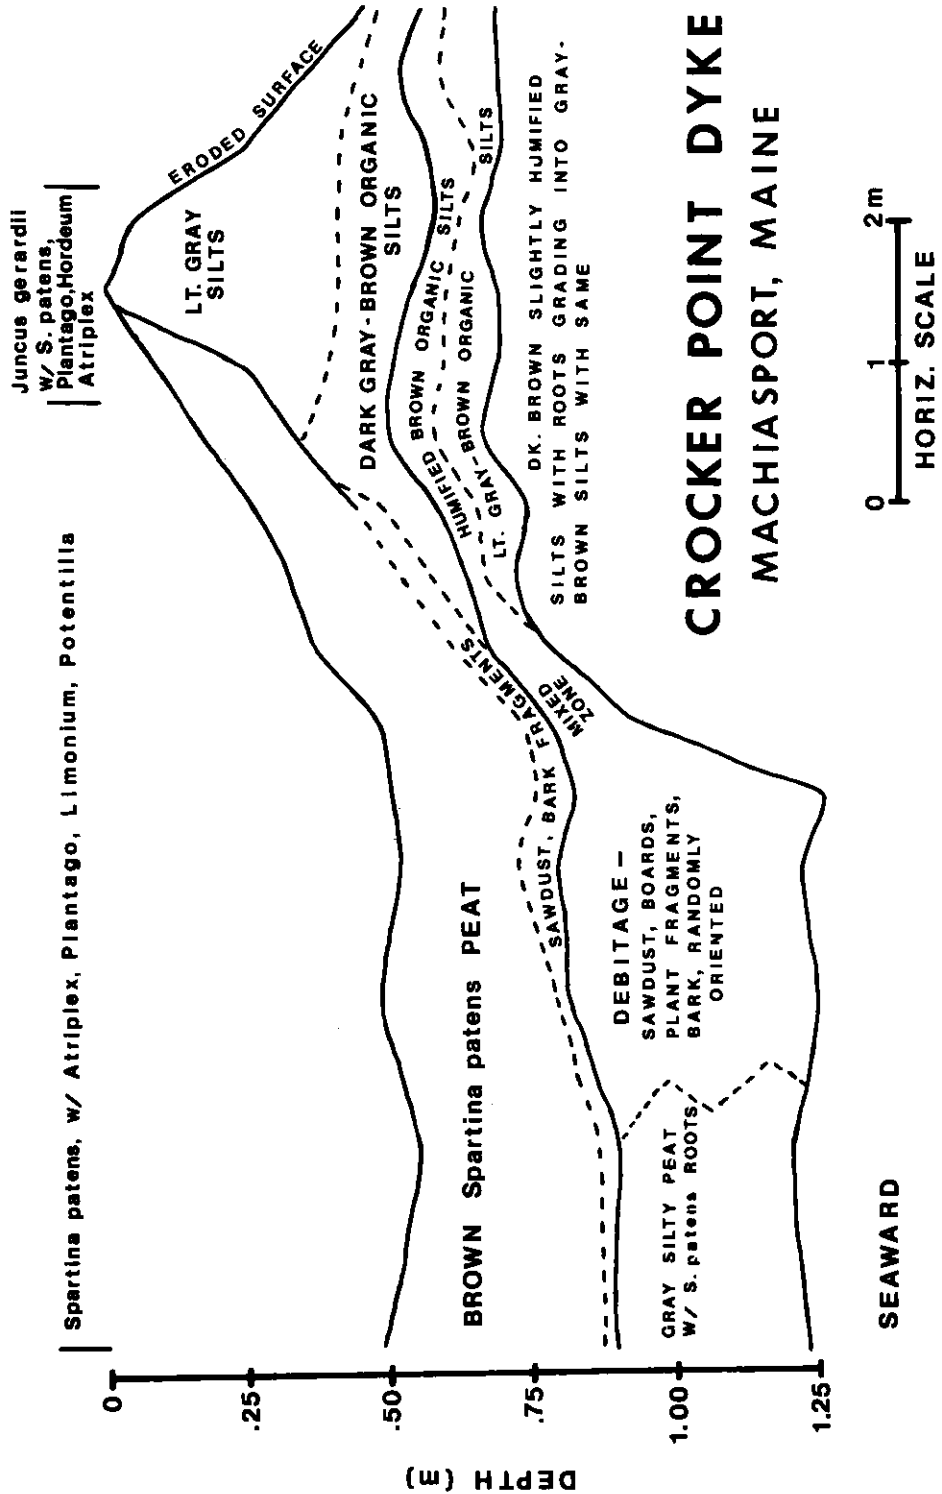 Spartina patens, w/ Atriplex, Plantago, Limonium, Potentilla
Juncus gerardii
w/ S. patens,
Plantago,Hordeum
Atriplex
ERODED SURFACE
LT. GRAY
SILTS
DARK GRAY-BROWN ORGANIC
SILTS
HUMIFIED BROWN ORGANIC SILTS
LT. GRAY-BROWN ORGANIC SILTS
DK. BROWN SLIGHTLY HUMIFIED
SILTS WITH ROOTS GRADING INTO GRAY-
BROWN SILTS WITH SAME
BROWN Spartina patens PEAT
SAWDUST, BARK FRAGMENTS
MIXED
ZONE
DEBITAGE –
SAWDUST, BOARDS,
PLANT FRAGMENTS,
BARK, RANDOMLY
ORIENTED
GRAY SILTY PEAT
W/ S. patens ROOTS
DEPTH (m)
0
.25
.50
.75
1.00
1.25
SEAWARD
CROCKER POINT DYKE
MACHIASPORT, MAINE
0 1 2m
HORIZ. SCALE